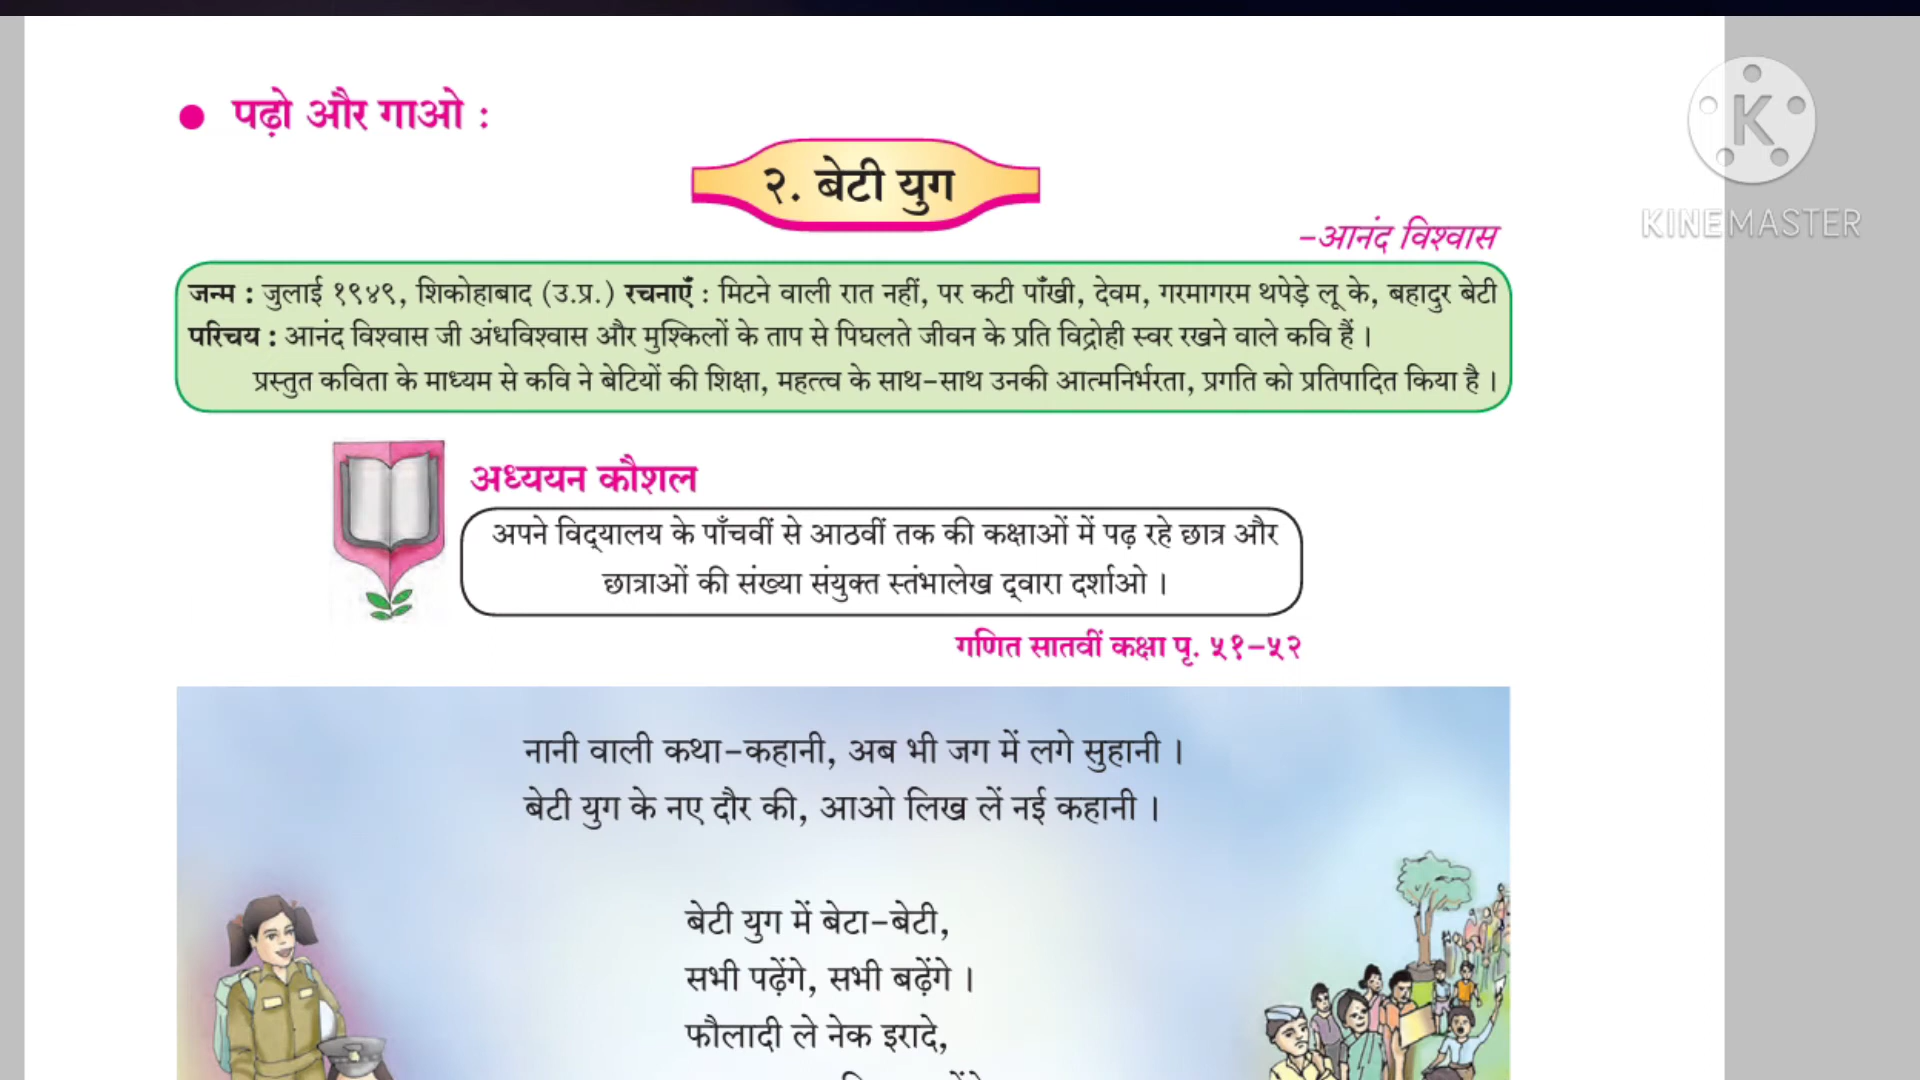 ● पढ़ो और गाओ :
२. बेटी युग
-आनंद विश्वास
जन्म : जुलाई १९४९, शिकोहाबाद (उ.प्र.) रचनाएँ : मिटने वाली रात नहीं, पर कटी पाँखी, देवम, गरमागरम थपेड़े लू के, बहादुर बेटी
परिचय : आनंद विश्वास जी अंधविश्वास और मुश्किलों के ताप से पिघलते जीवन के प्रति विद्रोही स्वर रखने वाले कवि हैं ।
प्रस्तुत कविता के माध्यम से कवि ने बेटियों की शिक्षा, महत्त्व के साथ-साथ उनकी आत्मनिर्भरता, प्रगति को प्रतिपादित किया है ।
अध्ययन कौशल
अपने विद्‌यालय के पाँचवीं से आठवीं तक की कक्षाओं में पढ़ रहे छात्र और
छात्राओं की संख्या संयुक्त स्तंभालेख द्‌वारा दर्शाओ ।
गणित सातवीं कक्षा पृ. ५१-५२
नानी वाली कथा-कहानी, अब भी जग में लगे सुहानी ।
बेटी युग के नए दौर की, आओ लिख लें नई कहानी ।
बेटी युग में बेटा-बेटी,
सभी पढ़ेंगे, सभी बढ़ेंगे ।
फौलादी ले नेक इरादे,
K
KINEMASTER